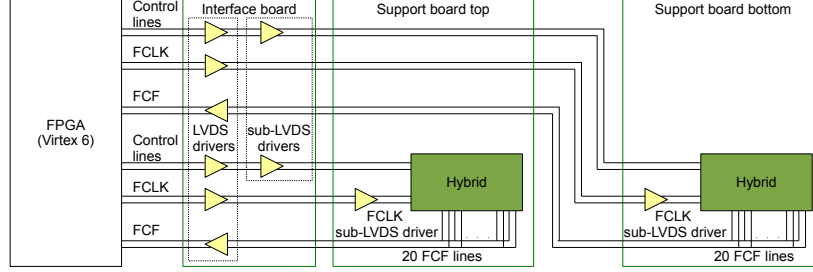 Control
lines
Interface board
Support board top
Support board bottom
FCLK
FCF
FPGA
(Virtex 6)
LVDS
drivers
sub-LVDS
drivers
Control
lines
Hybrid
Hybrid
FCLK
FCLK
sub-LVDS driver
FCLK
sub-LVDS driver
FCF
20 FCF lines
20 FCF lines